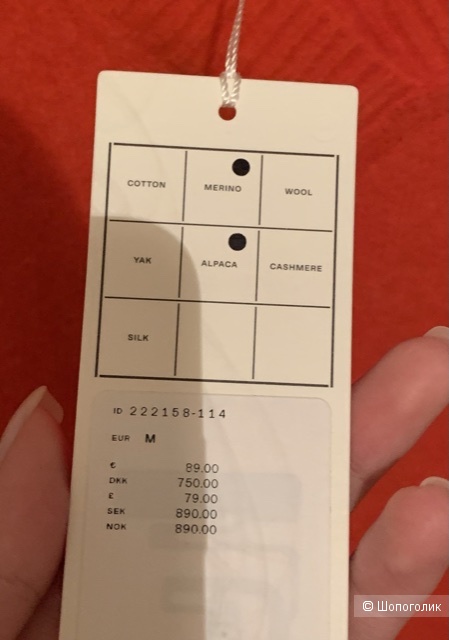 COTTON MERINO WOOL
YAK ALPACA CASHMERE
SILK
ID 222158-114
EUR M
€ 89.00
DKK 750.00
£ 79.00
SEK 890.00
NOK 890.00
© Шопоголик